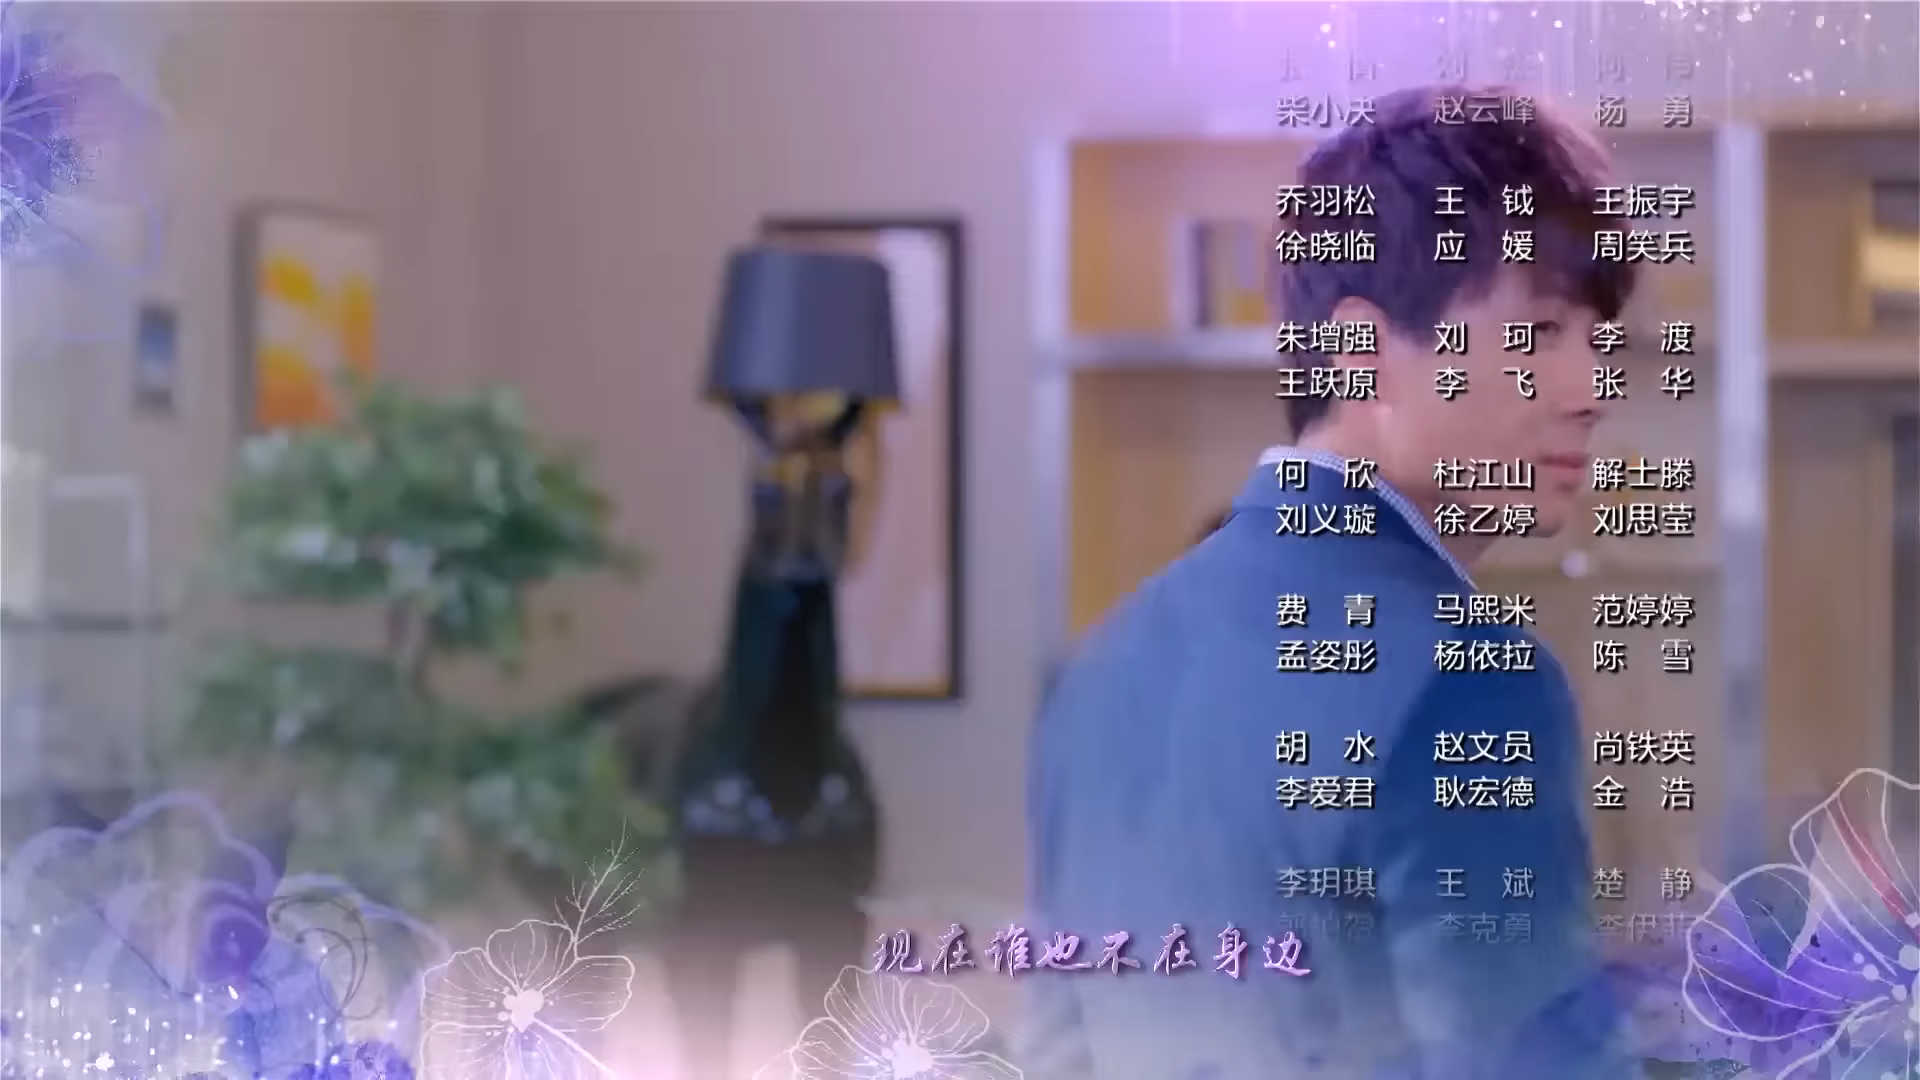 柴小决 赵云峰 杨 勇
乔羽松 王 钺 王振宇
徐晓临 应 媛 周笑兵
朱增强 刘 珂 李 渡
王跃原 李 飞 张 华
何 欣 杜江山 解士滕
刘义璇 徐乙婷 刘思莹
费 青 马熙米 范婷婷
孟姿彤 杨依拉 陈 雪
胡 水 赵文员 尚铁英
李爱君 耿宏德 金 浩
李玥琪 王 斌 楚 静
李克勇 李伊菲
现在谁也不在身边